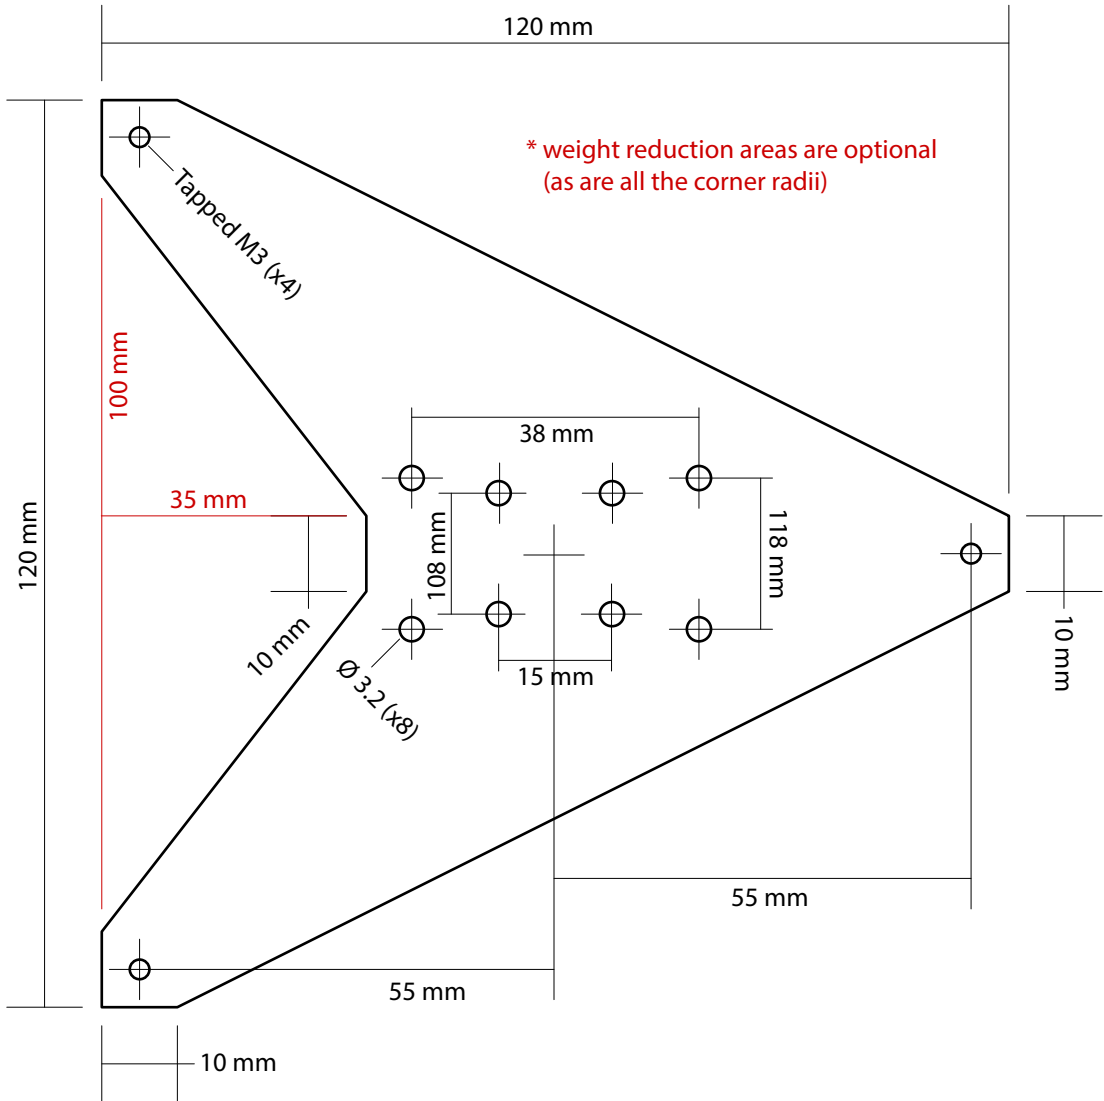 120 mm
* weight reduction areas are optional
(as are all the corner radii)
Tapped M3 (x4)
100 mm
38 mm
35 mm
120 mm
108 mm
118 mm
10 mm
10 mm
15 mm
Ø 3.2 (x8)
55 mm
55 mm
10 mm